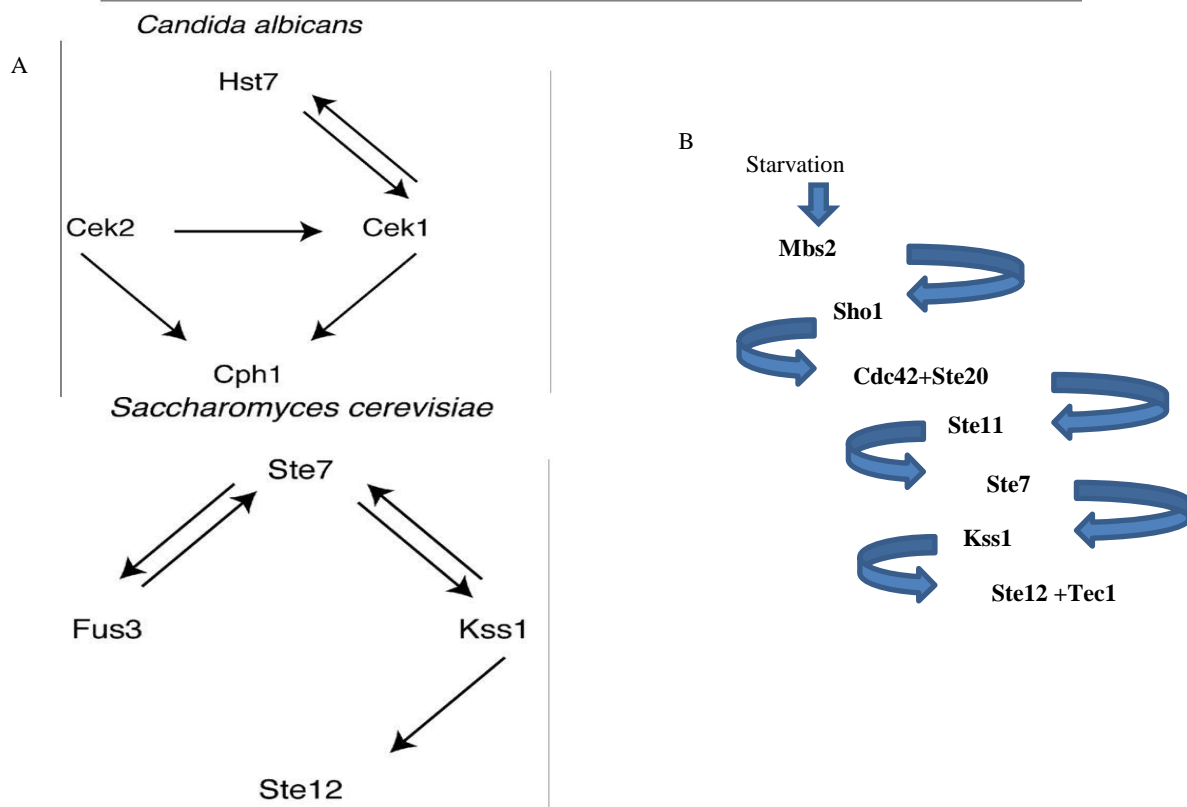 Candida albicans
A
Hst7
Cek2
Cek1
Cph1
Saccharomyces cerevisiae
Ste7
Fus3
Kss1
Ste12
B
Starvation
Mbs2
Sho1
Cdc42+Ste20
Ste11
Ste7
Kss1
Ste12 +Tec1